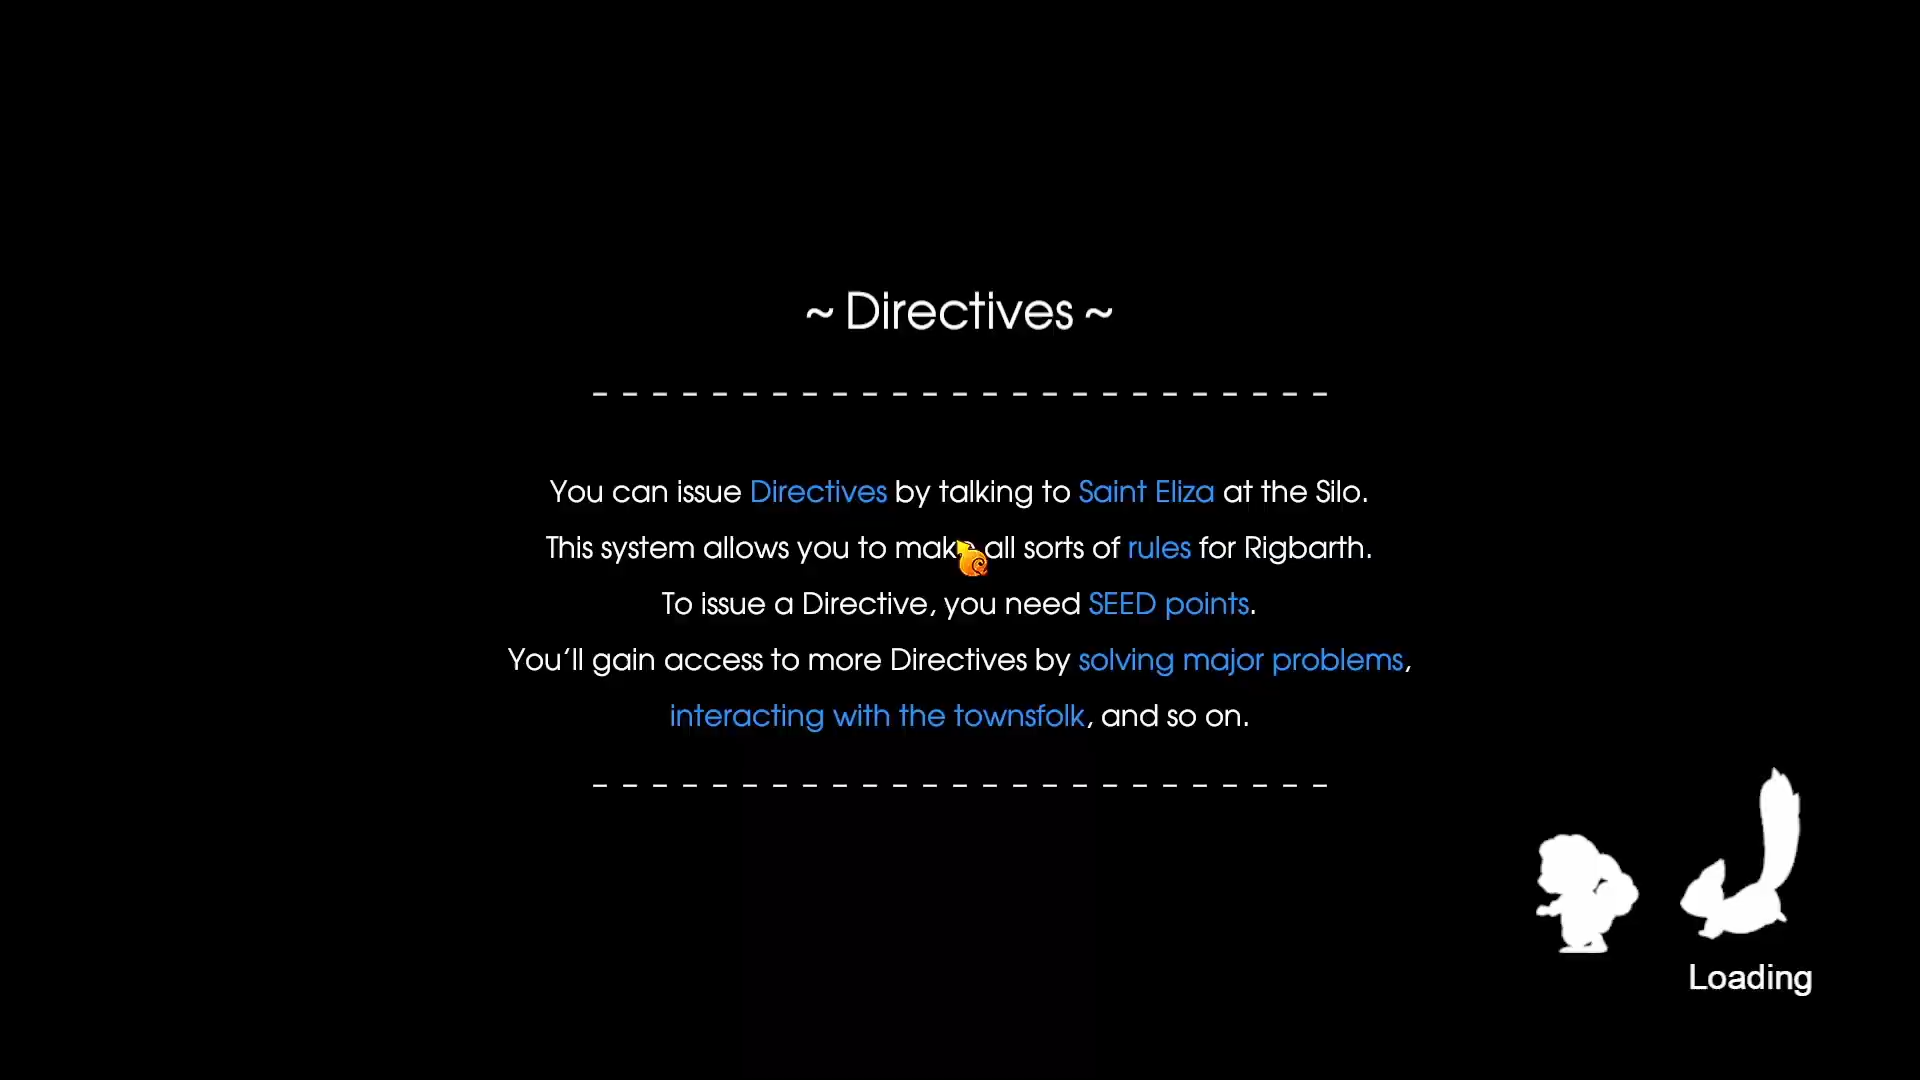 ~ Directives ~
You can issue Directives by talking to Saint Eliza at the Silo.
This system allows you to make all sorts of rules for Rigbarth.
To issue a Directive, you need SEED points.
You'll gain access to more Directives by solving major problems,
interacting with the townsfolk, and so on.
Loading